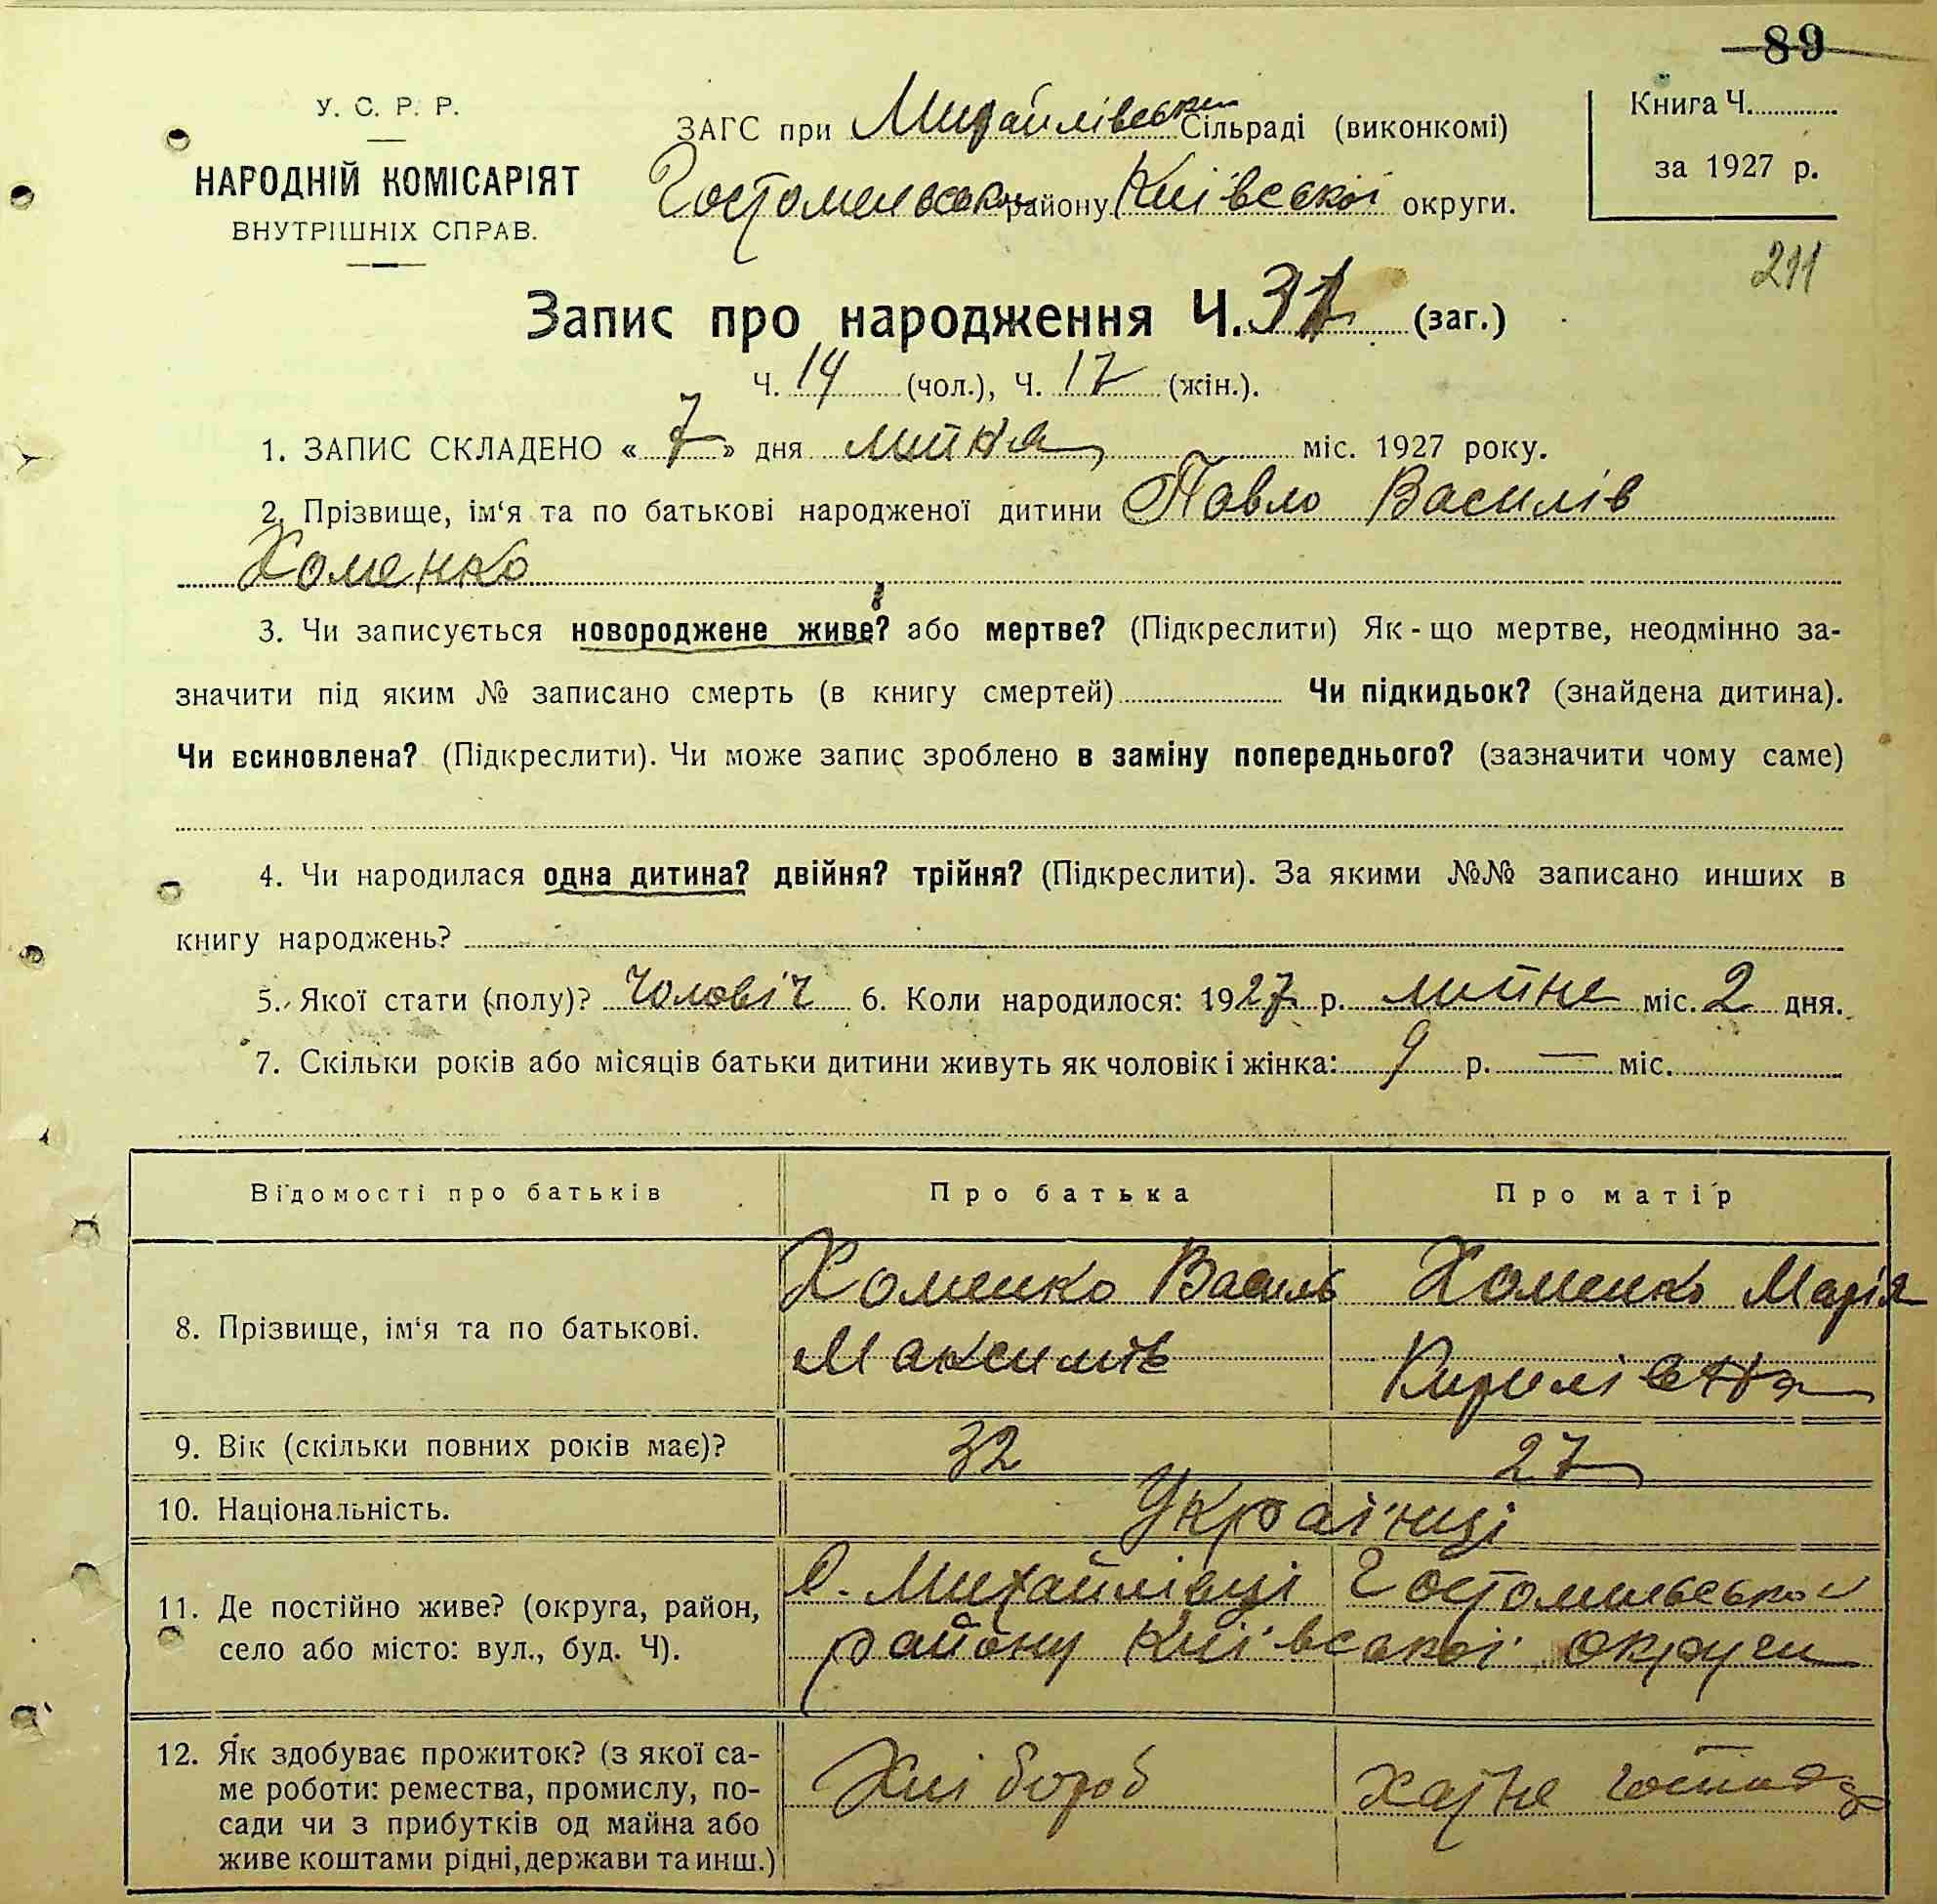 89
У. С. Р. Р.
НАРОДНІЙ КОМІСАРІЯТ
ВНУТРІШНІХ СПРАВ.
ЗАГС при Михайлівськ Сільраді (виконкомі)
Гостомельськ району Київської округи.
Книга Ч.
за 1927 р.
211
Запис про народження Ч. 31 (заг.)
Ч. 14 (чол.), Ч. 17 (жін.).
1. ЗАПИС СКЛАДЕНО « 7 » дня липня міс. 1927 року.
2. Прізвище, ім‘я та по батькові народженої дитини Павло Василів
Хоменко
3. Чи записується новороджене живе? або мертве? (Підкреслити) Як - що мертве, неодмінно за-
значити під яким № записано смерть (в книгу смертей) Чи підкидьок? (знайдена дитина).
Чи всиновлена? (Підкреслити). Чи може запис зроблено в заміну попереднього? (зазначити чому саме)
4. Чи народилася одна дитина? двійня? трійня? (Підкреслити). За якими №№ записано инших в
книгу народжень?
5. Якої стати (полу)? Чоловіч 6. Коли народилося: 1927 р. липне міс. 2 дня.
7. Скільки років або місяців батьки дитини живуть як чоловік і жінка: 9 р. — міс.
Відомості про батьків Про батька Про матір
8. Прізвище, ім‘я та по батькові.
Хоменко Василь
Максимів
Хоменко Марія
Кирилівна
9. Вік (скільки повних років має)? 32 27
10. Національність. Українці
11. Де постійно живе? (округа, район,
село або місто: вул., буд. Ч).
С. Михайлівці Гостомельського
району Київської округи
12. Як здобуває прожиток? (з якої са-
ме роботи: ремества, промислу, по-
сади чи з прибутків од майна або
живе коштами рідні, держави та инш.)
Хлібороб
Хатне